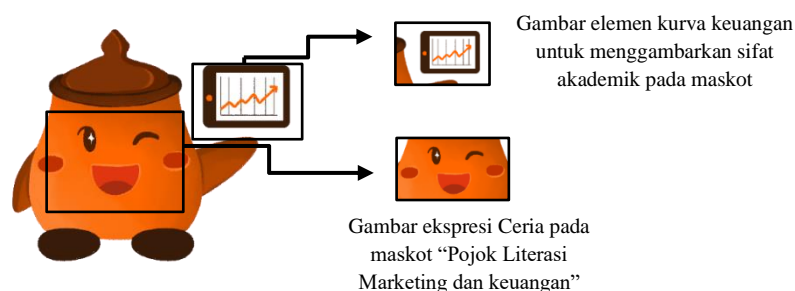 Gambar elemen kurva keuangan
untuk menggambarkan sifat
akademik pada maskot
Gambar ekspresi Ceria pada
maskot “Pojok Literasi
Marketing dan keuangan”